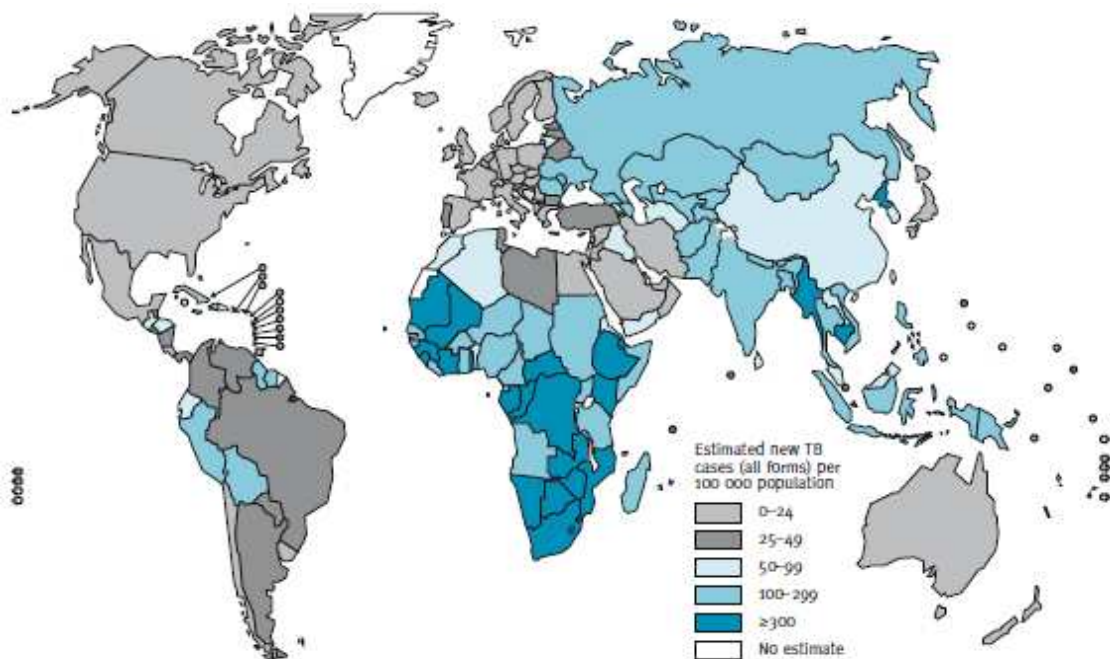 Estimated new TB
cases (all forms) per
100 000 population
0–24
25–49
50–99
100–299
≥300
No estimate